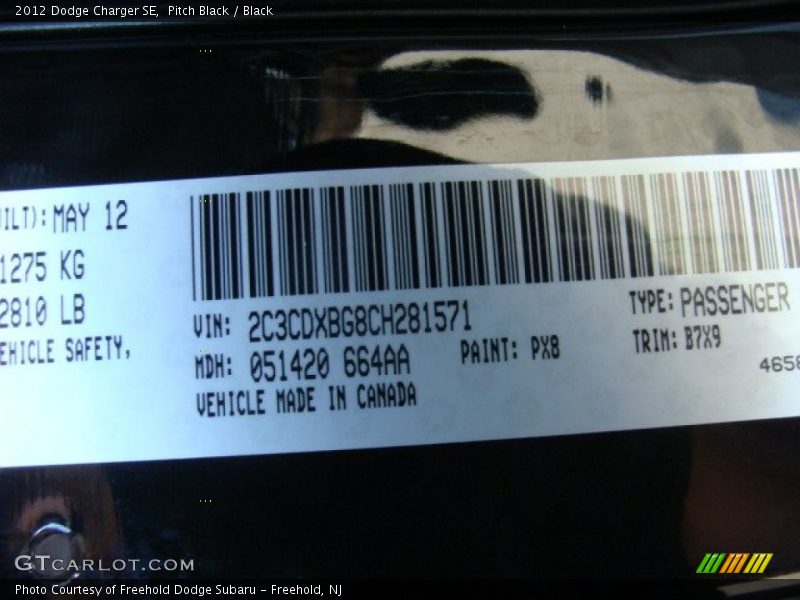 2012 Dodge Charger SE,  Pitch Black / Black
MAY 12
1275 KG
2810 LB
VEHICLE SAFETY,
VIN: 2C3CDXBG8CH281571
TYPE: PASSENGER
MDH: 051420 664AA
PAINT: PX8
TRIM: B7X9
VEHICLE MADE IN CANADA
4658
GTCARLOT.COM
Photo Courtesy of Freehold Dodge Subaru - Freehold, NJ